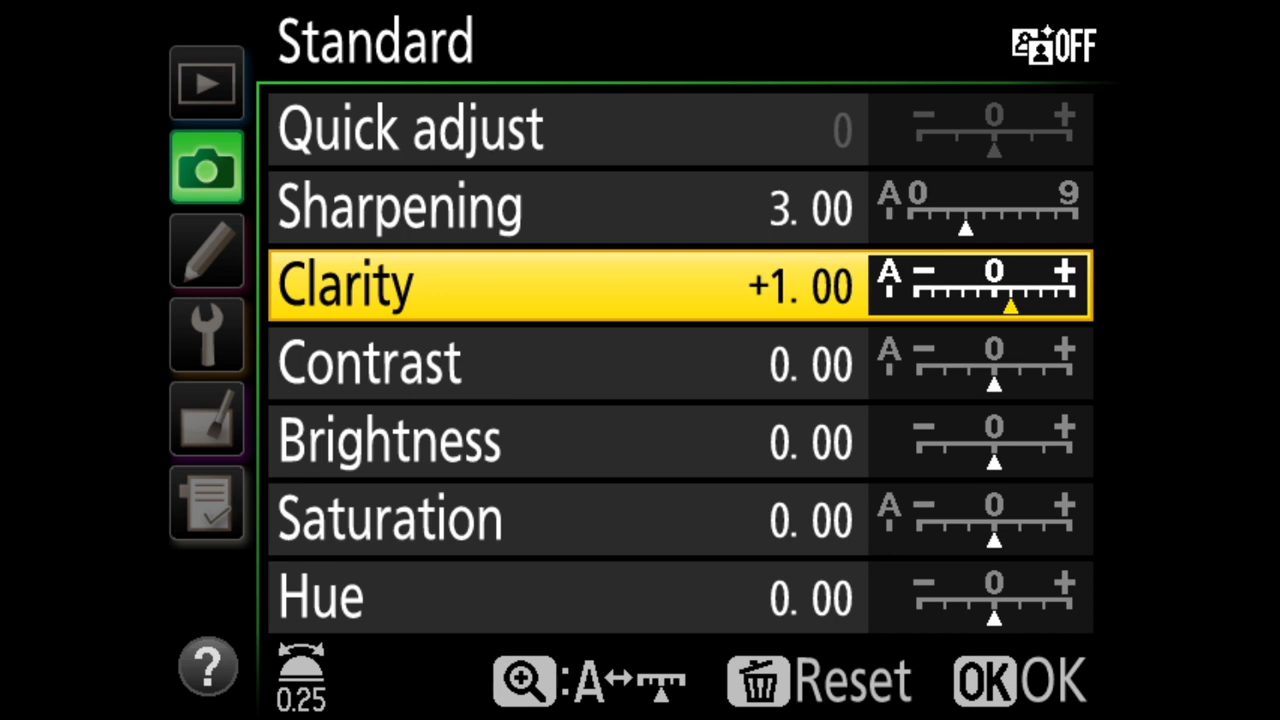 Standard
OFF
Quick adjust 0 − 0 +
Sharpening 3. 00 A 0 9
Clarity +1. 00 A − 0 +
Contrast 0. 00 A − 0 +
Brightness 0. 00 − 0 +
Saturation 0. 00 A − 0 +
Hue 0. 00 − 0 +
? 0.25 :A Reset OK OK